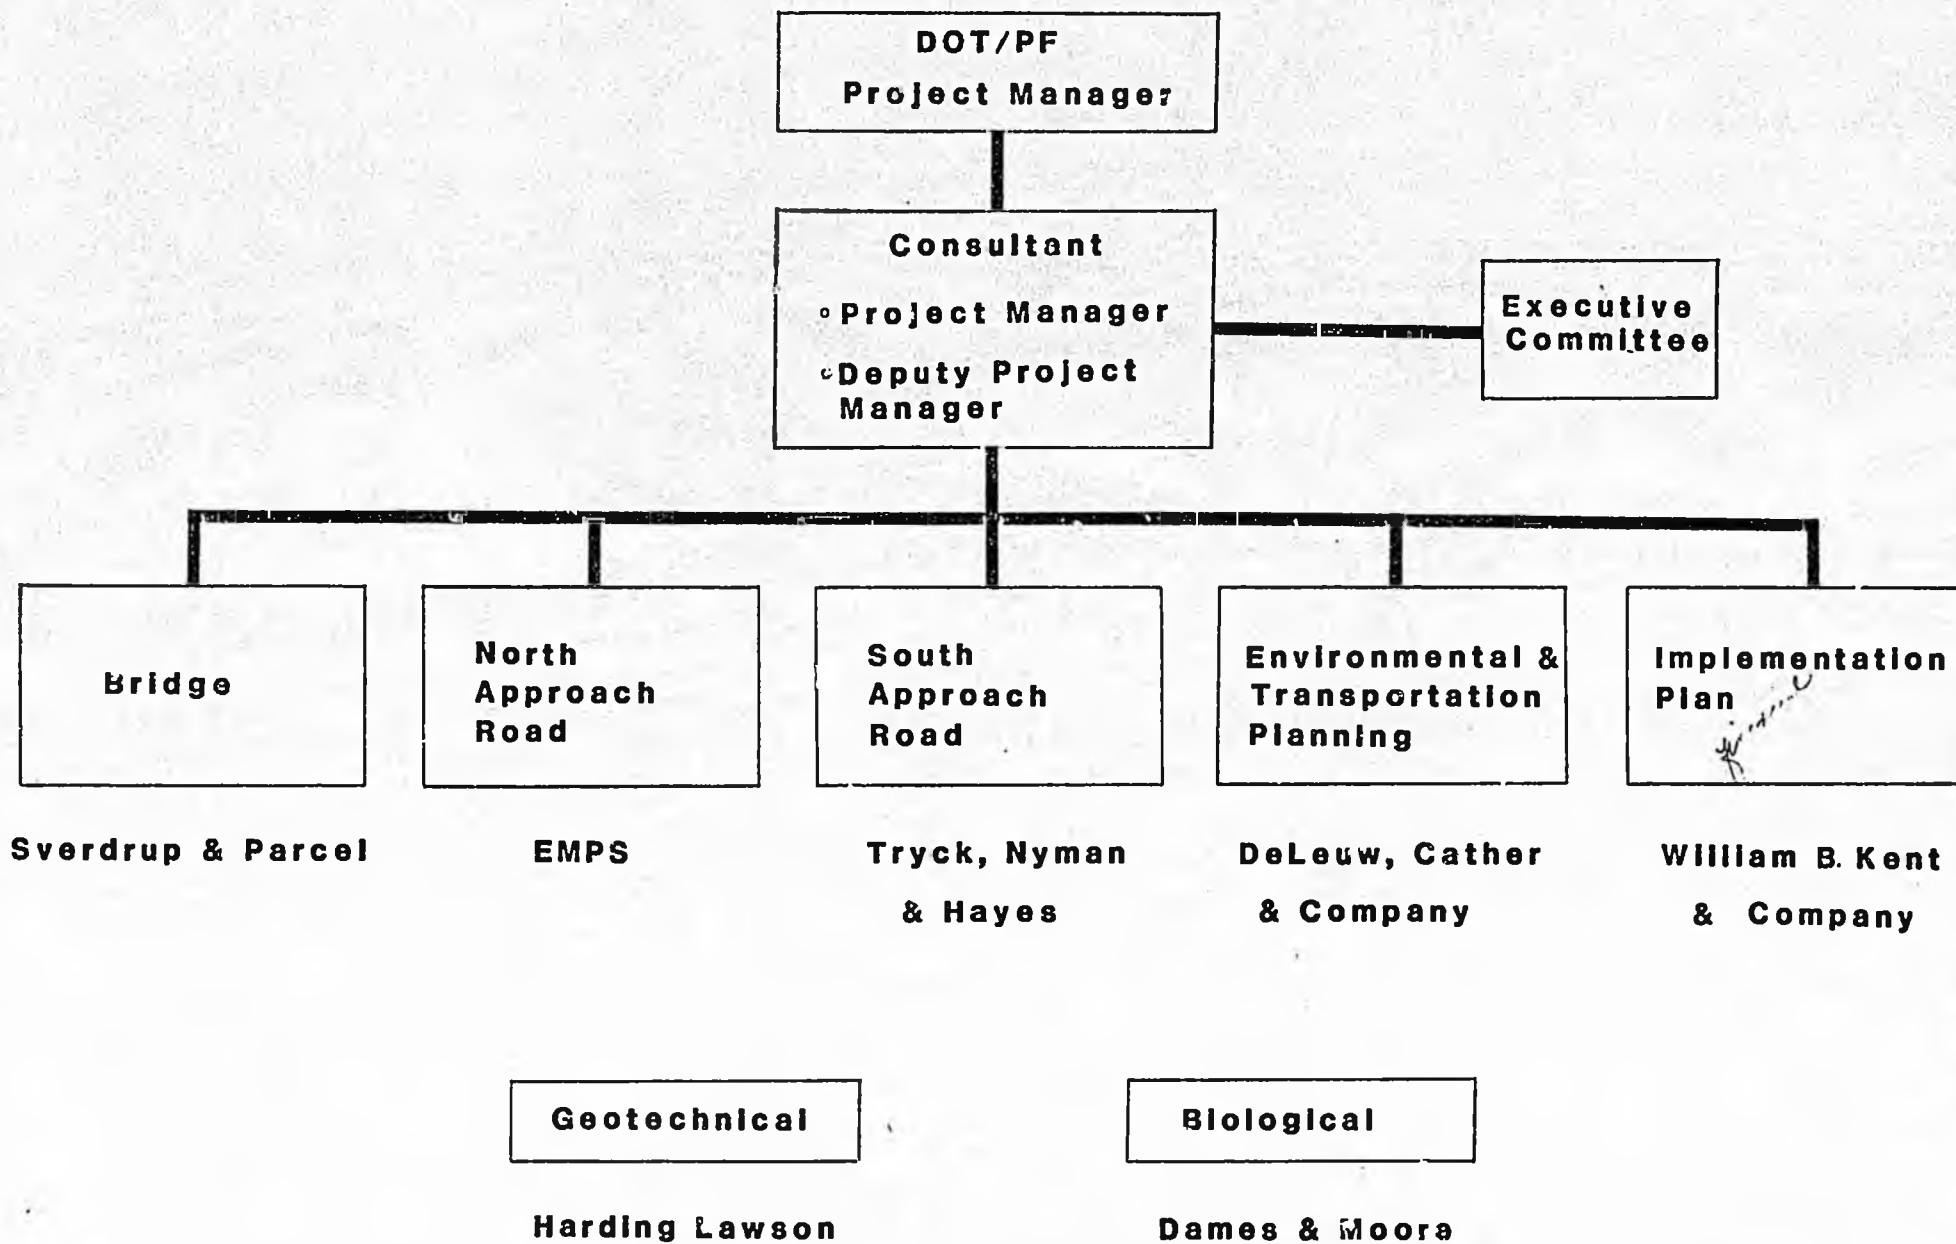 DOT/PF
Project Manager
Consultant
° Project Manager
° Deputy Project
Manager
Executive
Committee
Bridge
North
Approach
Road
South
Approach
Road
Environmental &
Transportation
Planning
Implementation
Plan
Sverdrup & Parcel
EMPS
Tryck, Nyman
& Hayes
DeLeuw, Cather
& Company
William B. Kent
& Company
Geotechnical
Biological
Harding Lawson
Dames & Moore